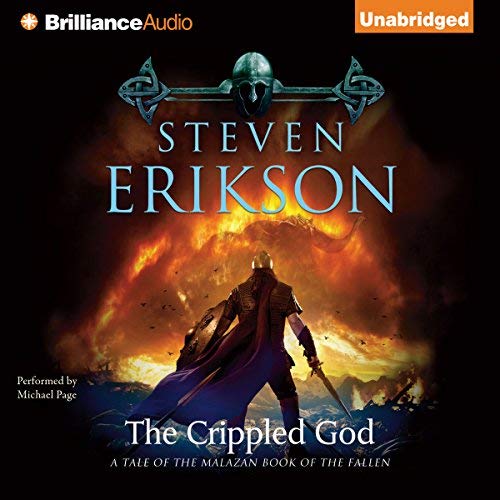 BrillianceAudio
Unabridged
STEVEN
ERIKSON
Performed by
Michael Page
The Crippled God
A TALE OF THE MALAZAN BOOK OF THE FALLEN